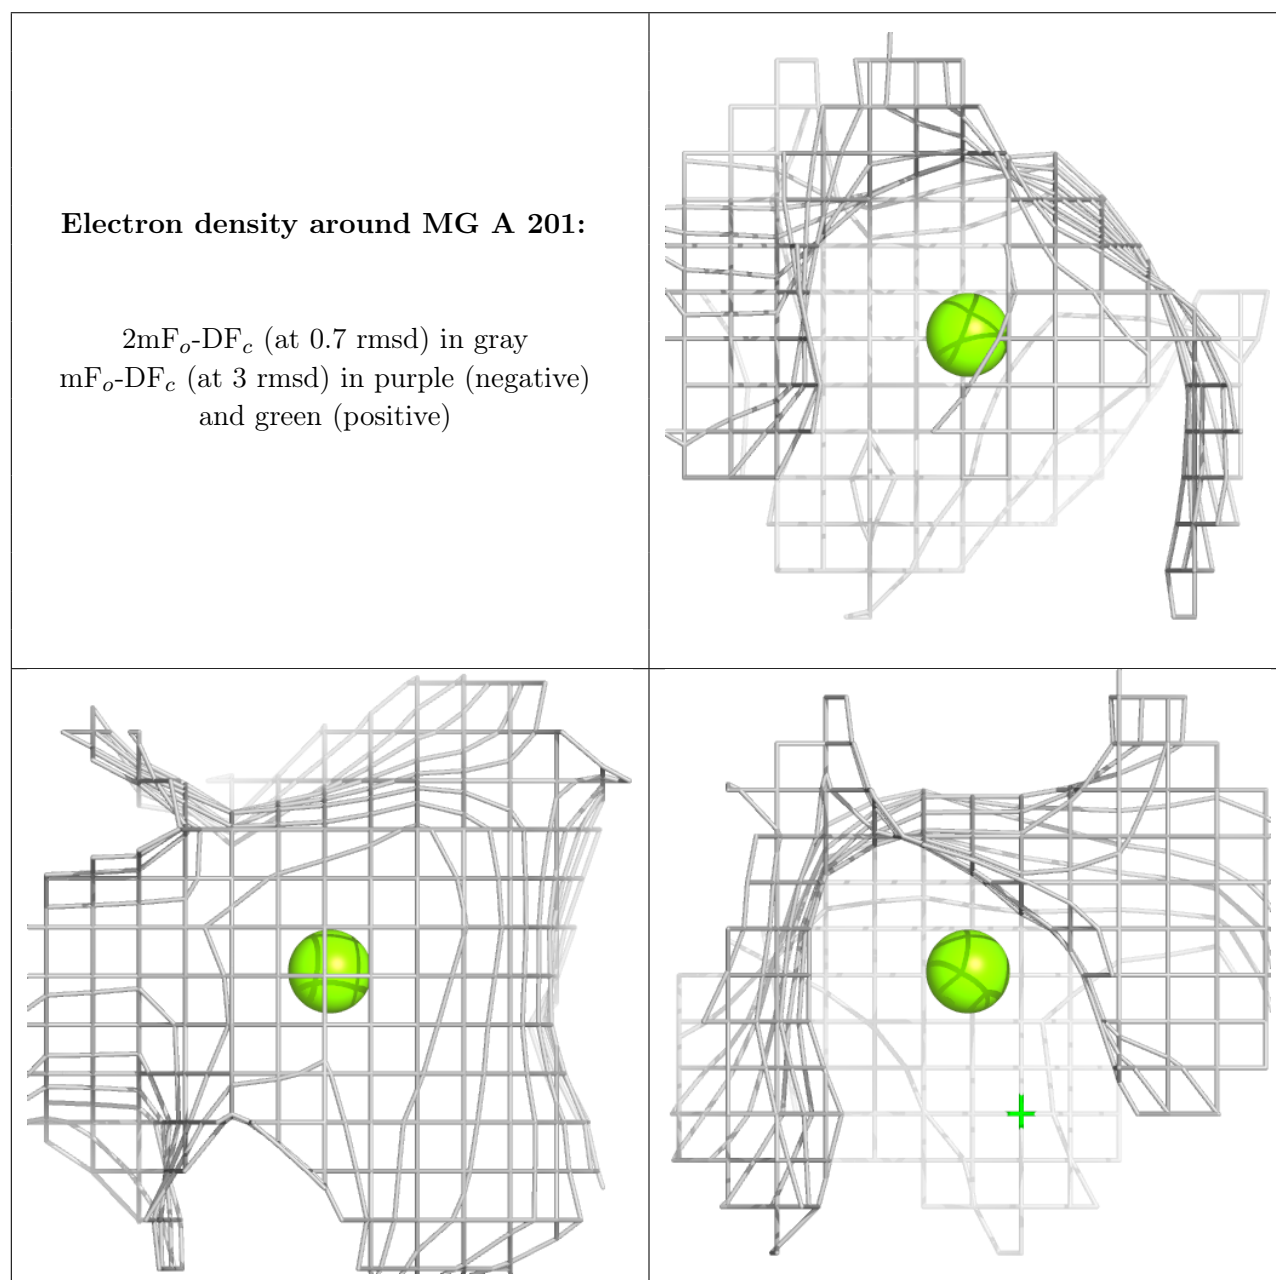 Electron density around MG A 201:
2mFₒ-DF𝒸 (at 0.7 rmsd) in gray
mFₒ-DF𝒸 (at 3 rmsd) in purple (negative)
and green (positive)